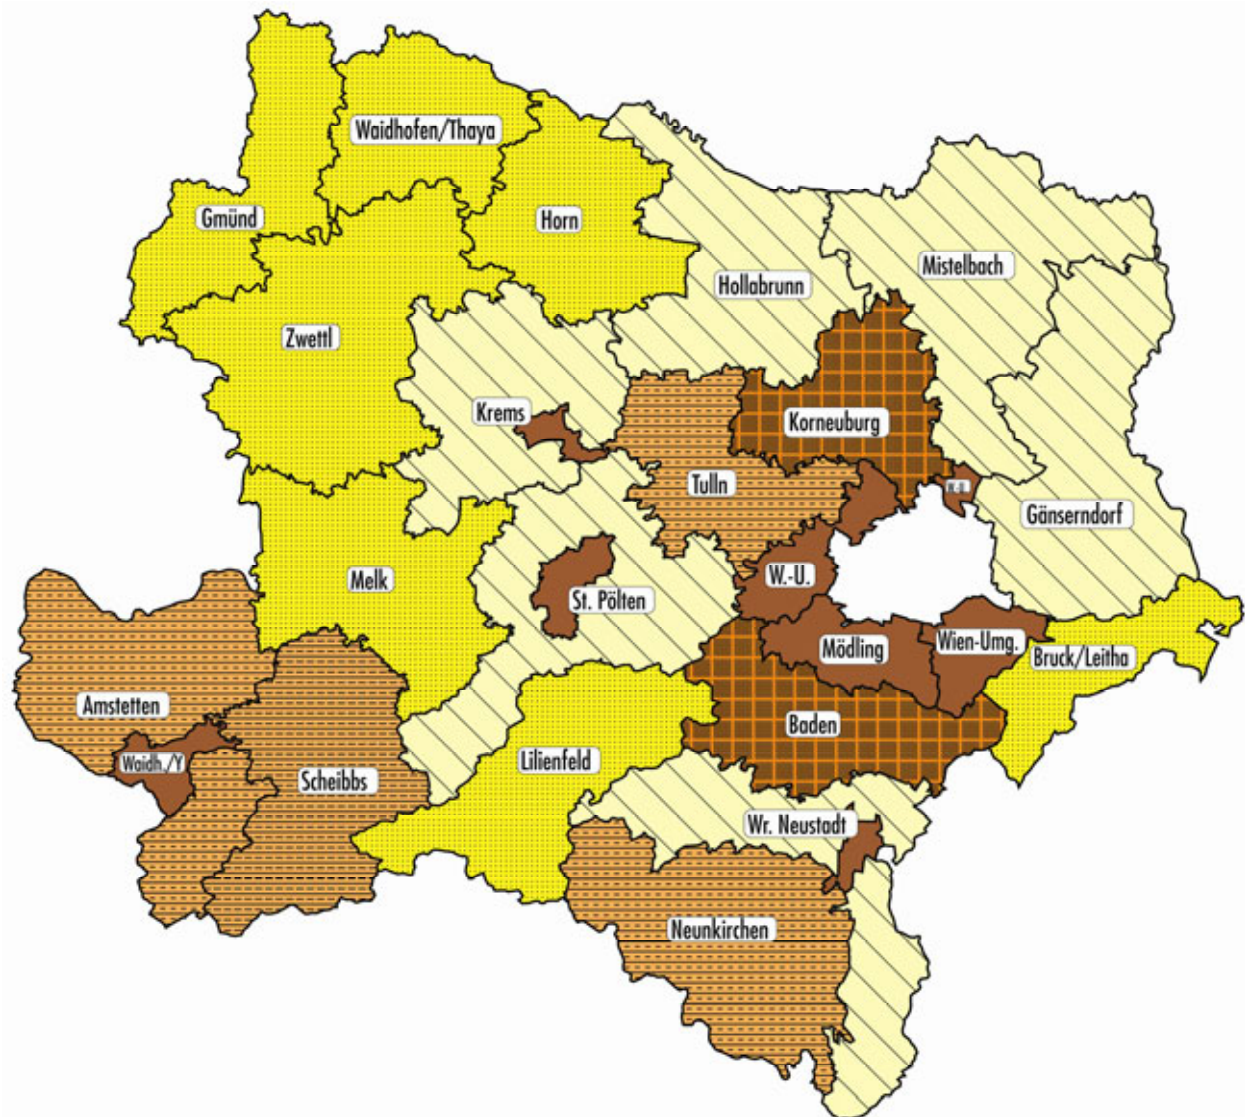 Waidhofen/Thaya
Gmünd
Horn
Mistelbach
Hollabrunn
Zwettl
Krems
Korneuburg
Tulln
W.-U.
Gänserndorf
Melk
W.-U.
St. Pölten
Mödling
Wien-Umg.
Bruck/Leitha
Amstetten
Baden
Waidh./Y
Scheibbs
Lilienfeld
Wr. Neustadt
Neunkirchen